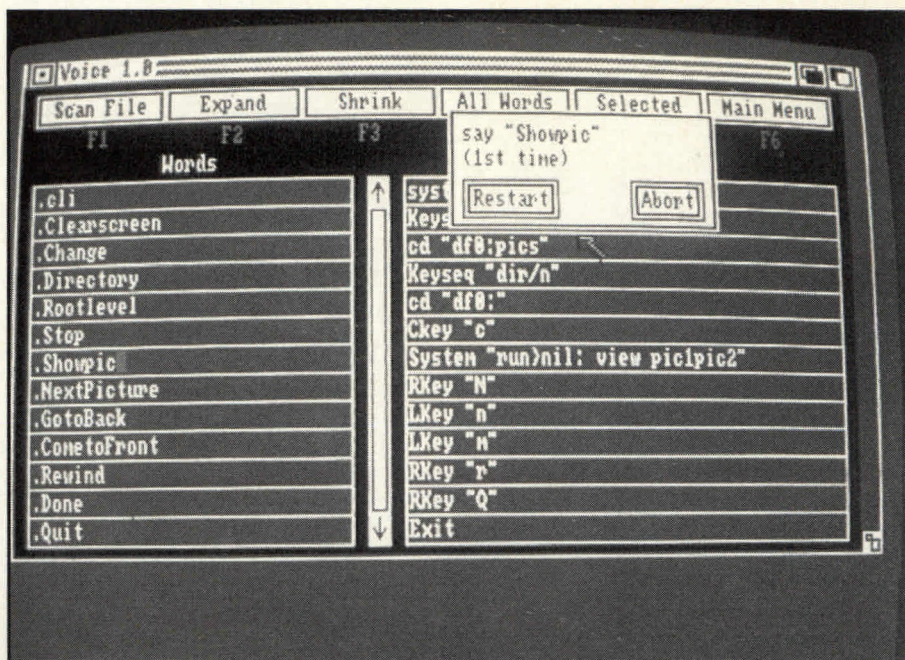 Voice 1.0
Scan File Expand Shrink All Words Selected Main Menu
F1 F2 F3 F6
Words
say "Showpic"
(1st time)
Restart Abort
.cli
.Clearscreen
.Change
.Directory
.Rootlevel
.Stop
.Showpic
.NextPicture
.GotoBack
.CometoFront
.Rewind
.Done
.Quit
syst
Keys
cd "df0:pics"
Keyseq "dir/n"
cd "df0:"
Ckey "c"
System "run>nil: view pic1pic2"
RKey "N"
LKey "n"
LKey "m"
RKey "r"
RKey "Q"
Exit